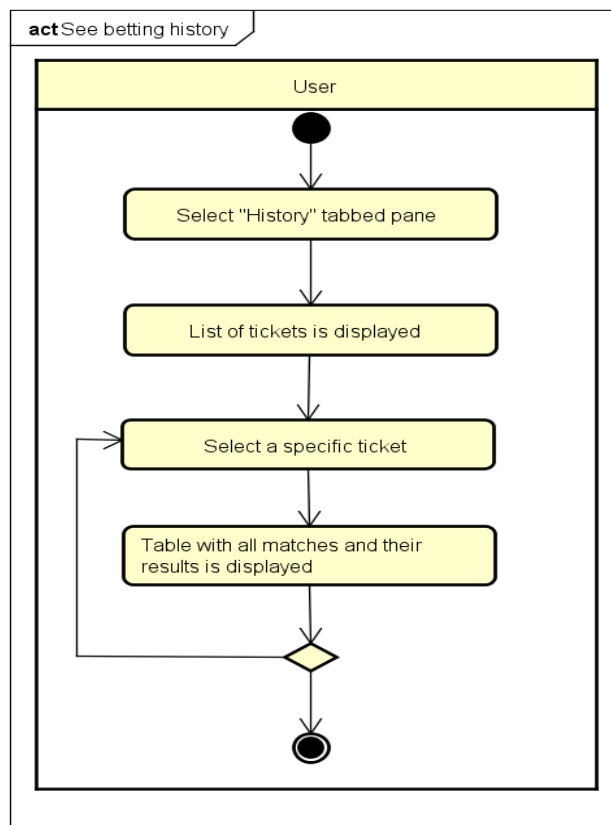 act See betting history
User
Select "History" tabbed pane
List of tickets is displayed
Select a specific ticket
Table with all matches and their
results is displayed